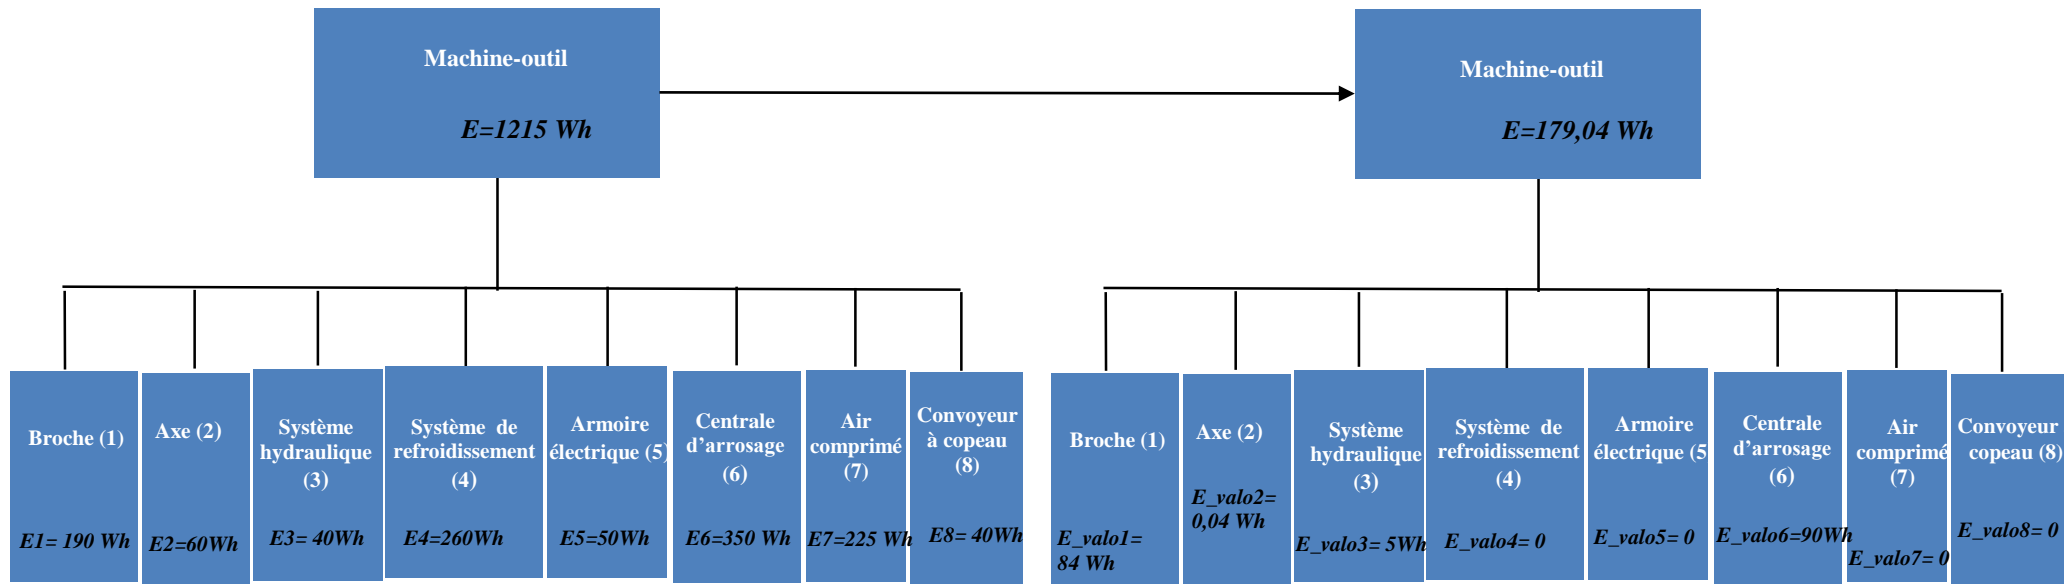 Machine-outil
E=1215 Wh
Machine-outil
E=179,04 Wh
Broche (1)
E1= 190 Wh
Axe (2)
E2=60Wh
Système
hydraulique
(3)
E3= 40Wh
Système de
refroidissement
(4)
E4=260Wh
Armoire
électrique (5)
E5=50Wh
Centrale
d’arrosage
(6)
E6=350 Wh
Air
comprimé
(7)
E7=225 Wh
Convoyeur
à copeau
(8)
E8= 40Wh
Broche (1)
E_valo1=
84 Wh
Axe (2)
E_valo2=
0,04 Wh
Système
hydraulique
(3)
E_valo3= 5Wh
Système de
refroidissement
(4)
E_valo4= 0
Armoire
électrique (5
E_valo5= 0
Centrale
d’arrosage
(6)
E_valo6=90Wh
Air
comprimé
(7)
E_valo7= 0
Convoyeur
copeau (8)
E_valo8= 0